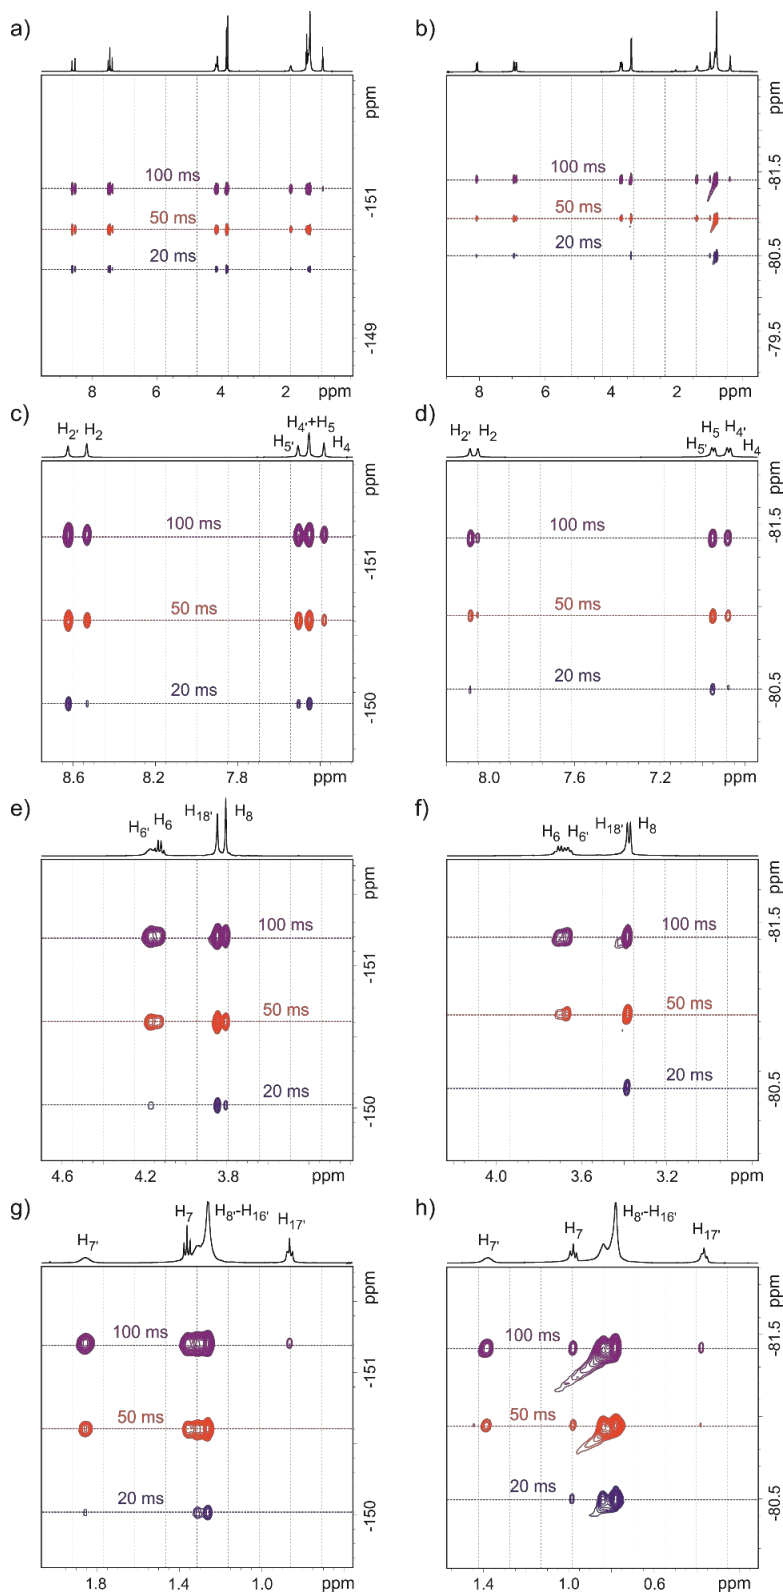 a)
ppm
100 ms
-151
50 ms
20 ms
-149
8 6 4 2 ppm
b)
ppm
100 ms
-81.5
50 ms
20 ms
-80.5
-79.5
8 6 4 2 ppm
c)
H2' H2
H4'+H5
H5' H4
ppm
100 ms
-151
50 ms
20 ms
-150
8.6 8.2 7.8 ppm
d)
H2' H2
H5 H4'
H5' H4
ppm
100 ms
-81.5
50 ms
20 ms
-80.5
8.0 7.6 7.2 ppm
e)
H6' H6
H18' H8
ppm
100 ms
-151
50 ms
20 ms
-150
4.6 4.2 3.8 ppm
f)
H6 H6'
H18' H8
ppm
100 ms
-81.5
50 ms
20 ms
-80.5
4.0 3.6 3.2 ppm
g)
H7' H7 H8'-H16' H17'
ppm
100 ms
-151
50 ms
20 ms
-150
1.8 1.4 1.0 ppm
h)
H7' H7 H8'-H16' H17'
ppm
100 ms
-81.5
50 ms
20 ms
-80.5
1.4 1.0 0.6 ppm